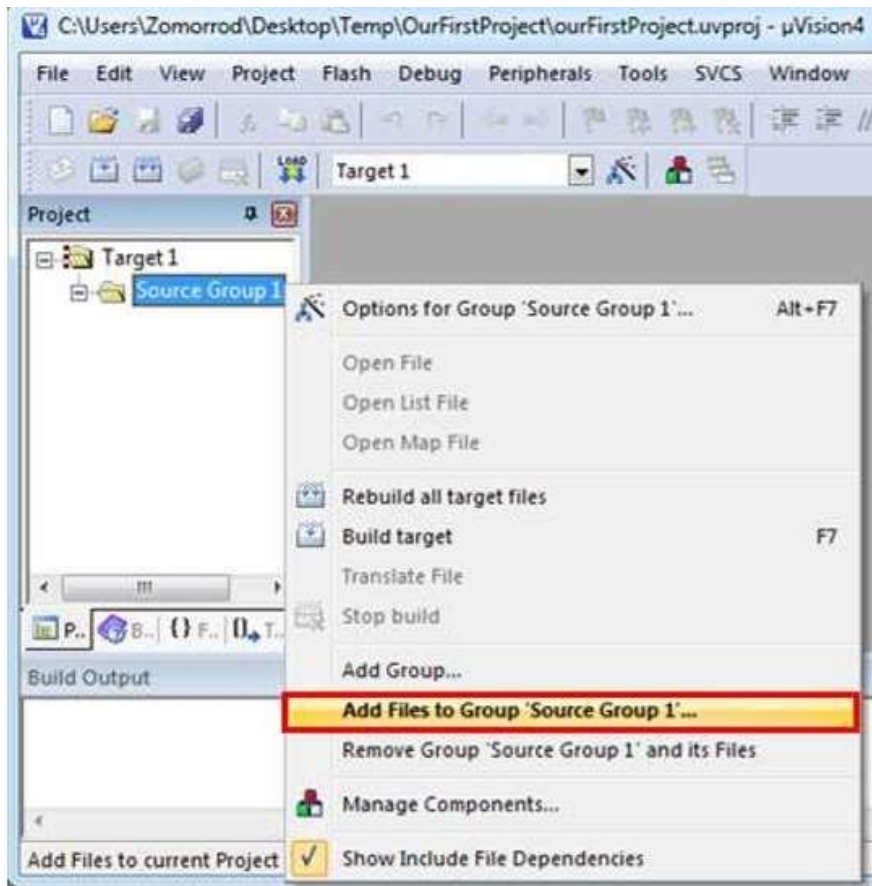 C:\Users\Zomorrod\Desktop\Temp\OurFirstProject\ourFirstProject.uvproj - µVision4
File Edit View Project Flash Debug Peripherals Tools SVCS Window
LOAD Target 1
Project
Target 1
Source Group 1
Options for Group 'Source Group 1'... Alt+F7
Open File
Open List File
Open Map File
Rebuild all target files
Build target F7
Translate File
Stop build
P... B... {} F... 0 T...
Add Group...
Build Output
Add Files to Group 'Source Group 1'...
Remove Group 'Source Group 1' and its Files
Manage Components...
Add Files to current Project
Show Include File Dependencies